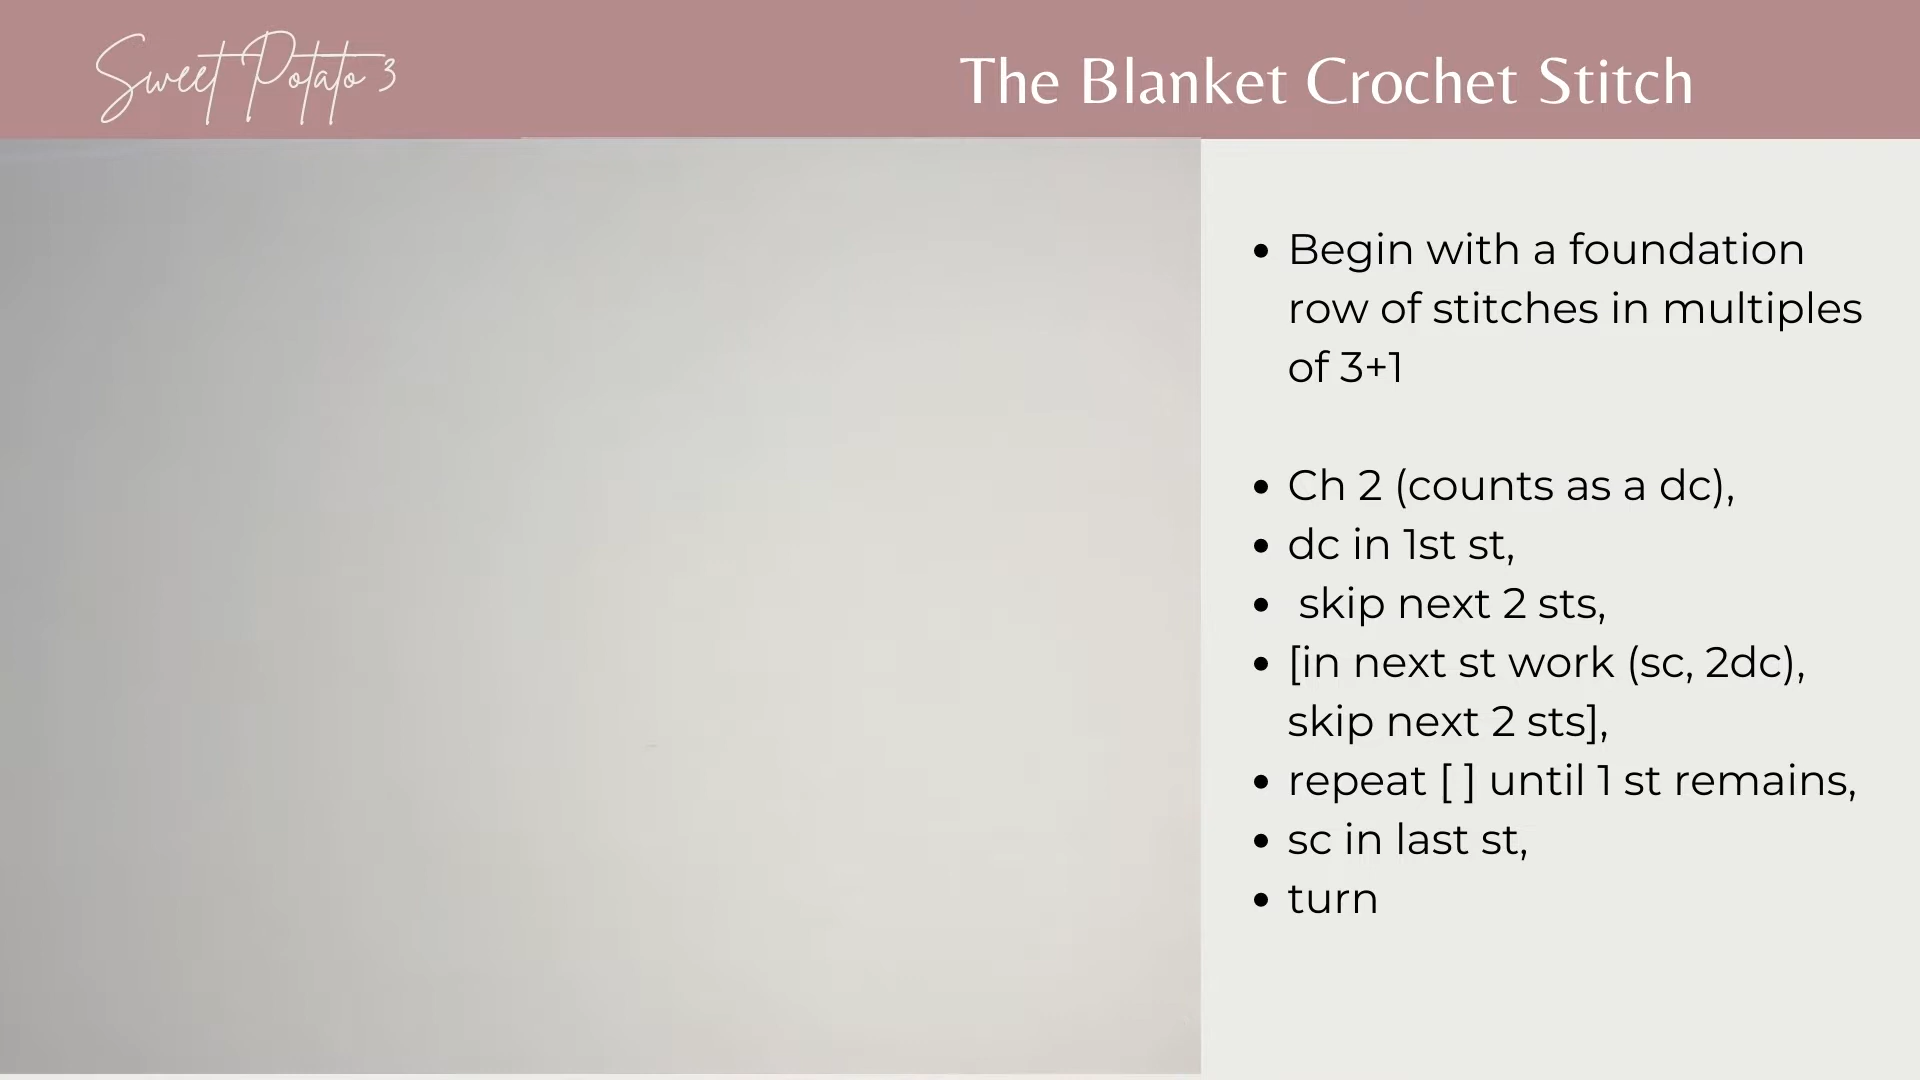 Sweet Potato 3
The Blanket Crochet Stitch
• Begin with a foundation
row of stitches in multiples
of 3+1
• Ch 2 (counts as a dc),
• dc in 1st st,
• skip next 2 sts,
• [in next st work (sc, 2dc),
skip next 2 sts],
• repeat [ ] until 1 st remains,
• sc in last st,
• turn